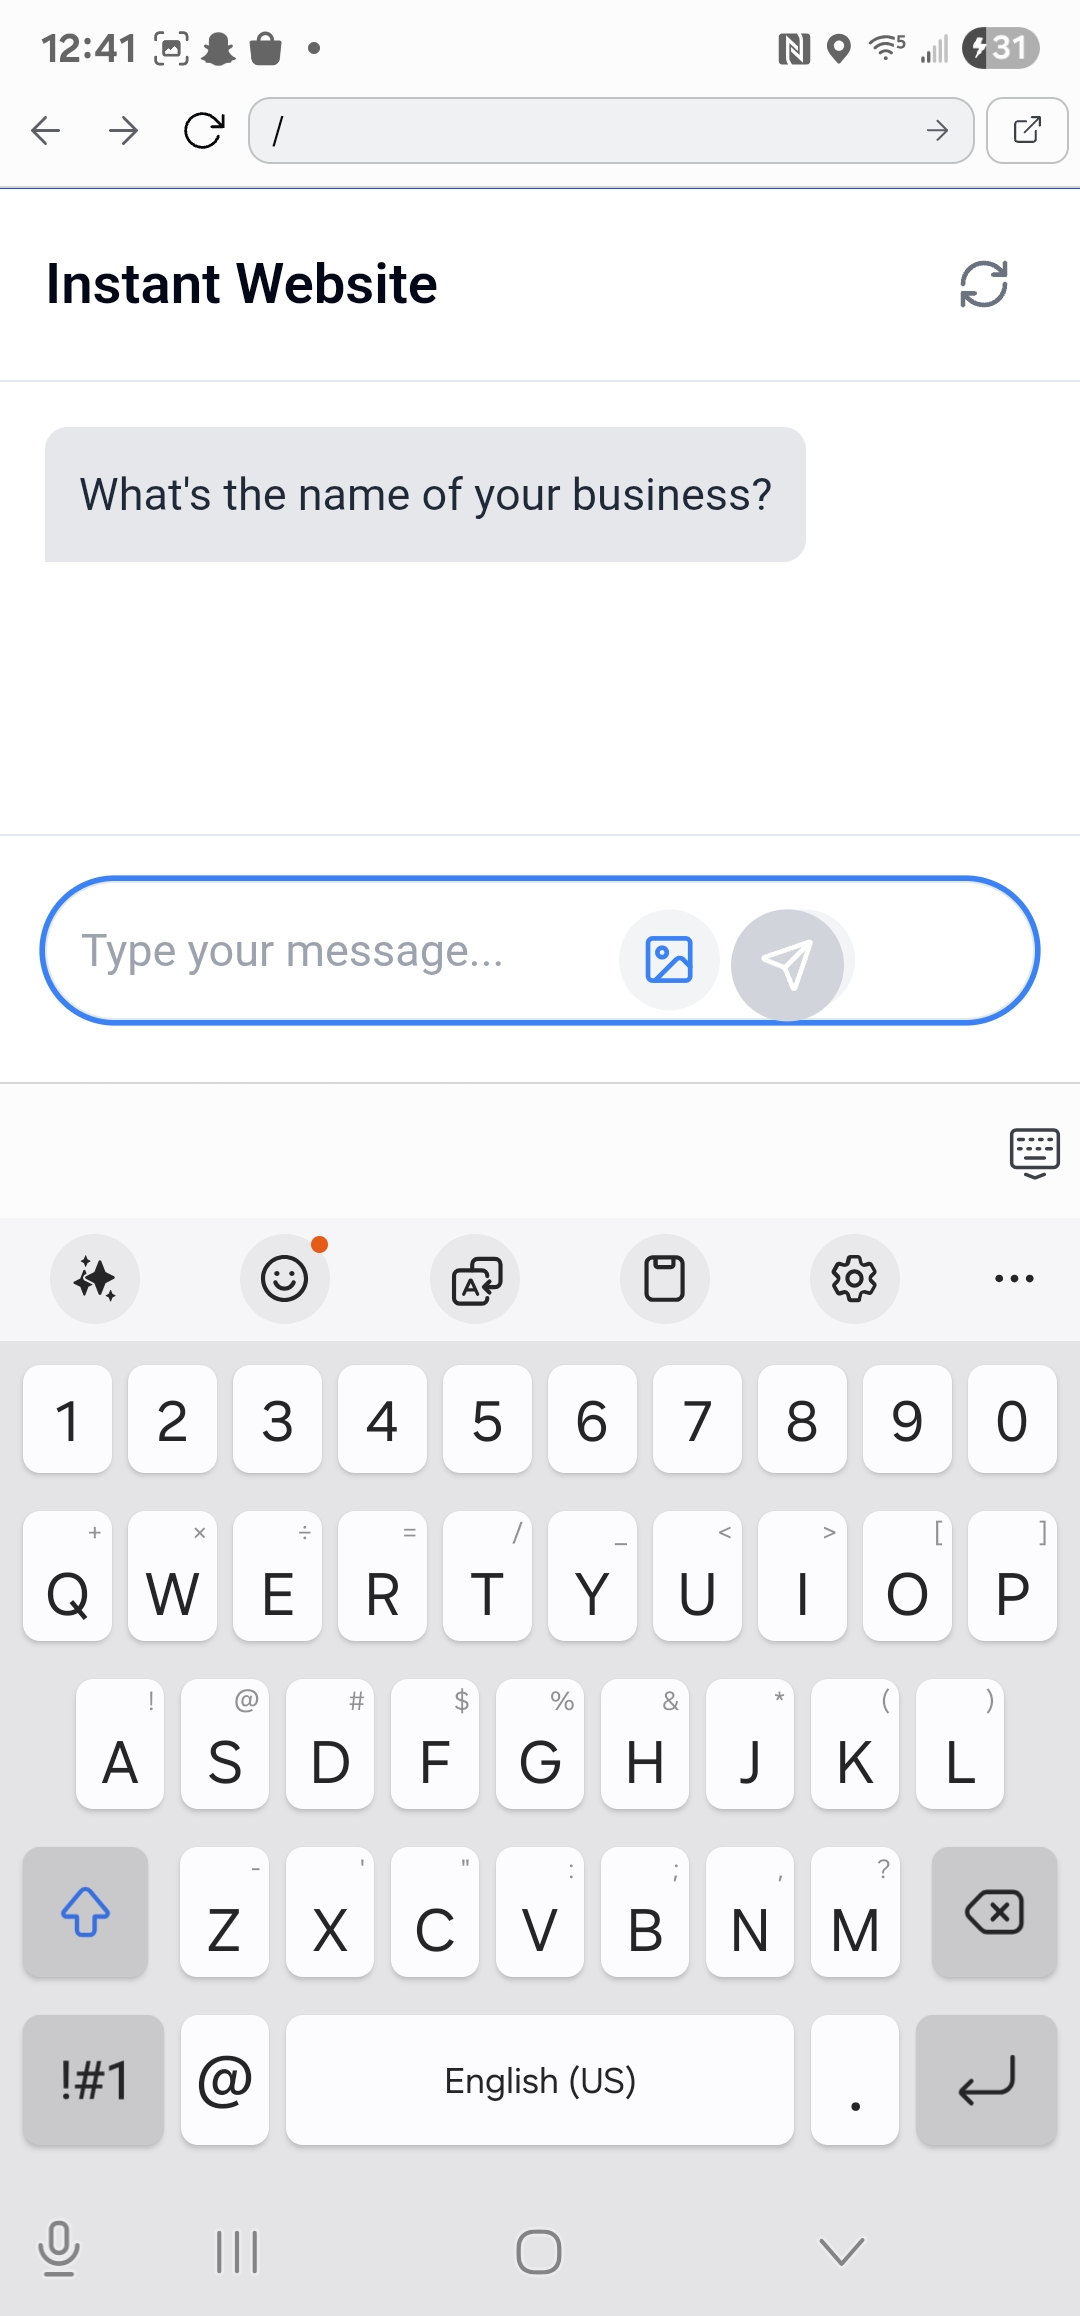 12:41
5
31
/
Instant Website
What's the name of your business?
Type your message...
A
1 2 3 4 5 6 7 8 9 0
+ × ÷ = / _ < > [ ]
Q W E R T Y U I O P
! @ # $ % & * ( )
A S D F G H J K L
- ' " : ; , ?
Z X C V B N M
!#1 @ English (US) .